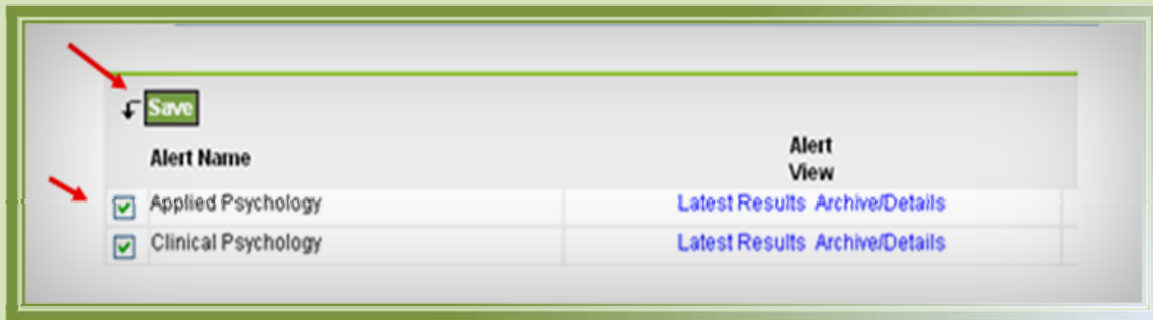 Save
Alert Name
Alert
View
Applied Psychology
Latest Results Archive/Details
Clinical Psychology
Latest Results Archive/Details